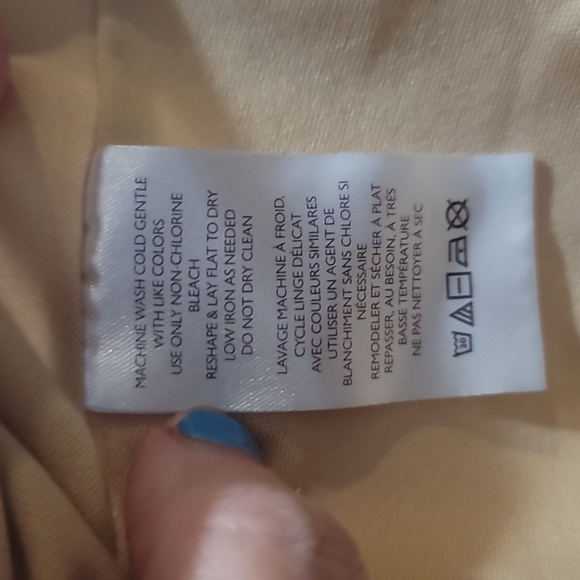 MACHINE WASH COLD GENTLE
WITH LIKE COLORS
USE ONLY NON-CHLORINE
BLEACH
RESHAPE & LAY FLAT TO DRY
LOW IRON AS NEEDED
DO NOT DRY CLEAN
LAVAGE MACHINE À FROID,
CYCLE LINGE DÉLICAT
AVEC COULEURS SIMILARES
UTILISER UN AGENT DE
BLANCHIMENT SANS CHLORE SI
NÉCESSAIRE
REMODELER ET SÉCHER À PLAT
REPASSER, AU BESOIN, À TRÈS
BASSE TEMPÉRATURE
NE PAS NETTOYER À SEC
30